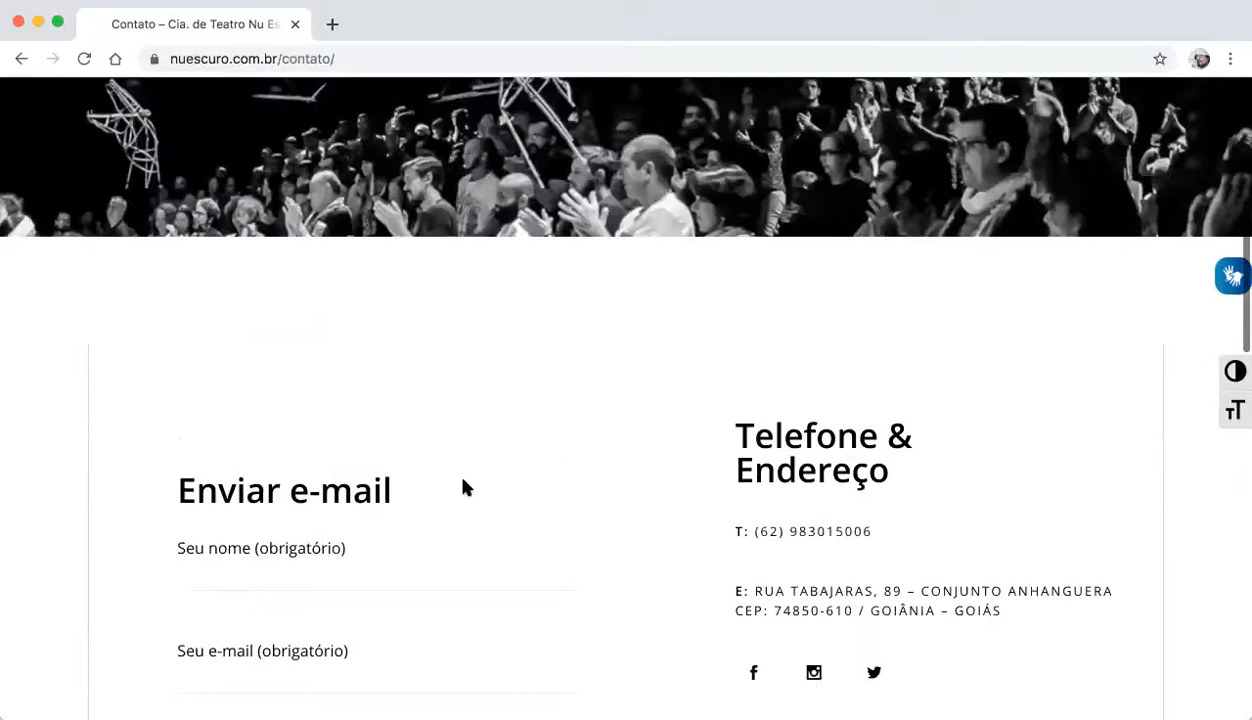 Contato – Cia. de Teatro Nu Es
nuescuro.com.br/contato/
Enviar e-mail
Seu nome (obrigatório)
Seu e-mail (obrigatório)
Telefone &
Endereço
T: (62) 983015006
E: RUA TABAJARAS, 89 – CONJUNTO ANHANGUERA
CEP: 74850-610 / GOIÂNIA – GOIÁS